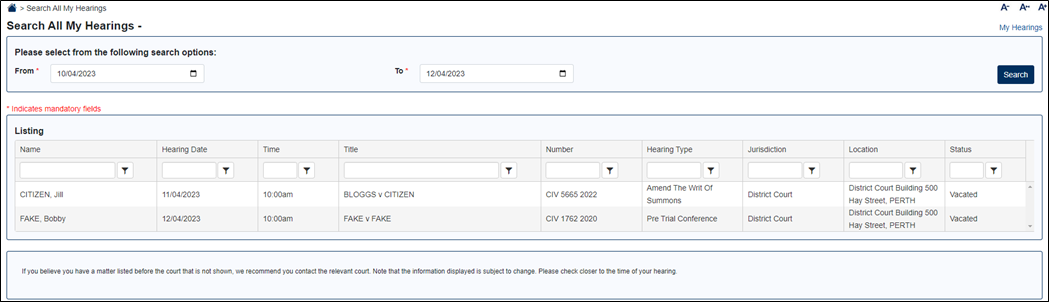 > Search All My Hearings
A- A↔ A+
Search All My Hearings -
My Hearings
Please select from the following search options:
From * 10/04/2023 To * 12/04/2023 Search
* Indicates mandatory fields
Listing
Name Hearing Date Time Title Number Hearing Type Jurisdiction Location Status
CITIZEN, Jill 11/04/2023 10:00am BLOGGS v CITIZEN CIV 5665 2022 Amend The Writ Of Summons District Court District Court Building 500 Hay Street, PERTH Vacated
FAKE, Bobby 12/04/2023 10:00am FAKE v FAKE CIV 1762 2020 Pre Trial Conference District Court District Court Building 500 Hay Street, PERTH Vacated
If you believe you have a matter listed before the court that is not shown, we recommend you contact the relevant court. Note that the information displayed is subject to change. Please check closer to the time of your hearing.